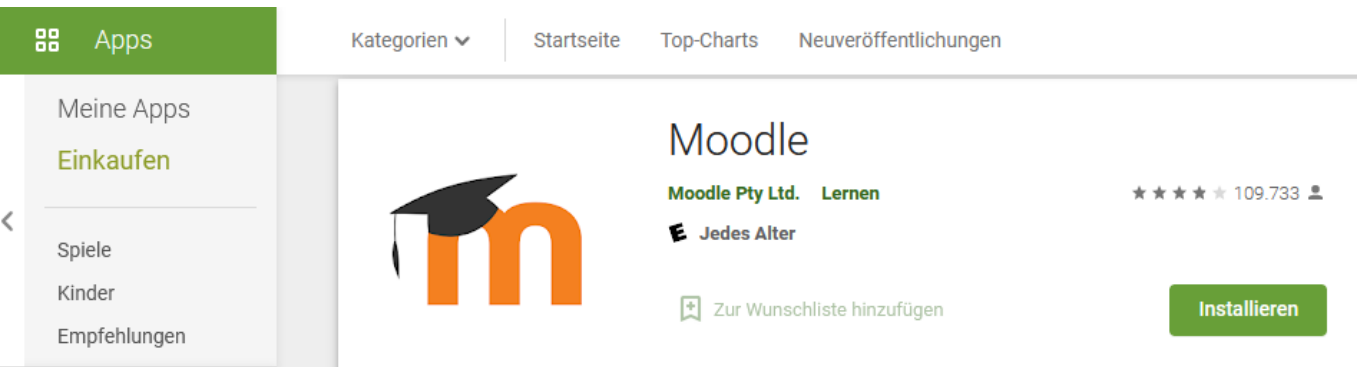 Apps
Kategorien
Startseite
Top-Charts
Neuveröffentlichungen
Meine Apps
Einkaufen
Spiele
Kinder
Empfehlungen
m
Moodle
Moodle Pty Ltd. Lernen
109.733
E Jedes Alter
Zur Wunschliste hinzufügen
Installieren